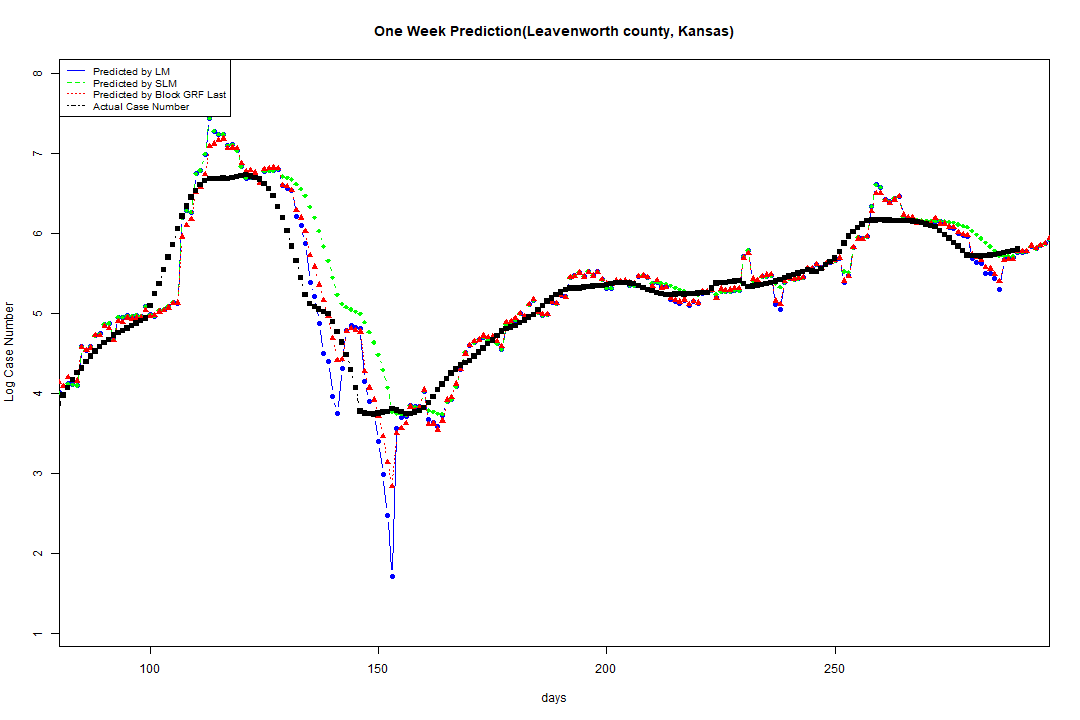 One Week Prediction(Leavenworth county, Kansas)
Predicted by LM
Predicted by SLM
Predicted by Block GRF Last
Actual Case Number
8
7
6
5
4
3
2
1
Log Case Number
100 150 200 250
days